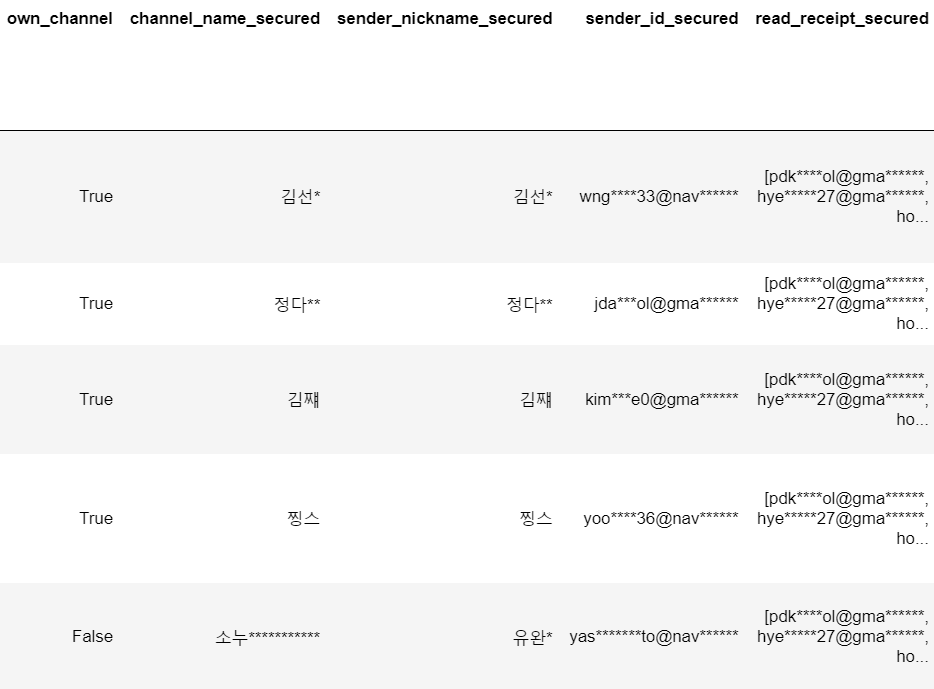 own_channel channel_name_secured sender_nickname_secured sender_id_secured read_receipt_secured
True 김선* 김선* wng****33@nav****** [pdk****ol@gma******,
hye*****27@gma******,
ho...
True 정다** 정다** jda***ol@gma****** [pdk****ol@gma******,
hye*****27@gma******,
ho...
True 김쨰 김쨰 kim***e0@gma****** [pdk****ol@gma******,
hye*****27@gma******,
ho...
True 찡스 찡스 yoo****36@nav****** [pdk****ol@gma******,
hye*****27@gma******,
ho...
False 소누*********** 유완* yas*******to@nav****** [pdk****ol@gma******,
hye*****27@gma******,
ho...